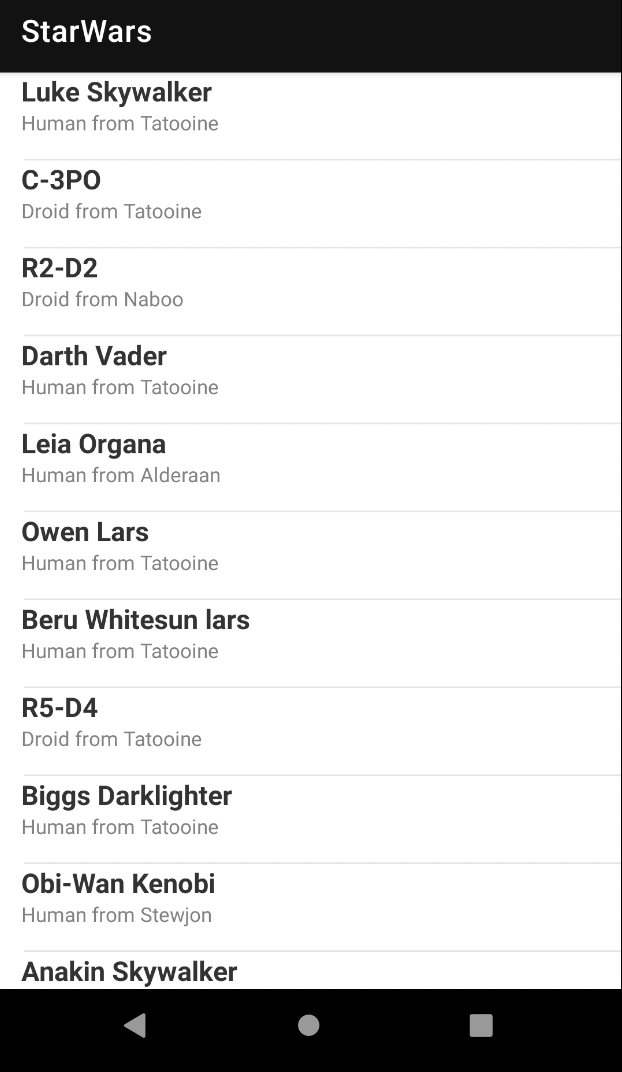 StarWars
Luke Skywalker
Human from Tatooine
C-3PO
Droid from Tatooine
R2-D2
Droid from Naboo
Darth Vader
Human from Tatooine
Leia Organa
Human from Alderaan
Owen Lars
Human from Tatooine
Beru Whitesun lars
Human from Tatooine
R5-D4
Droid from Tatooine
Biggs Darklighter
Human from Tatooine
Obi-Wan Kenobi
Human from Stewjon
Anakin Skywalker